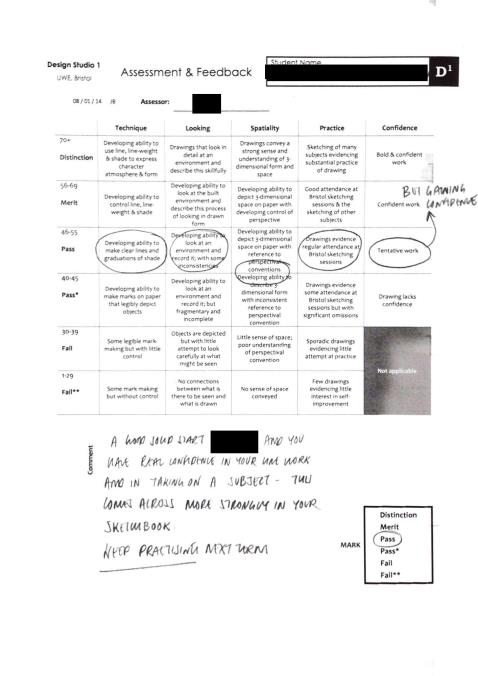 Design Studio 1
UWE, Bristol
Assessment & Feedback
Student Name
D1
08 / 01 / 14 /B
Assessor:
Technique Looking Spatiality Practice Confidence
70+
Distinction
Developing ability to use line, line-weight & shade to express character atmosphere & form
Drawings that look in detail at an environment and describe this skillfully
Drawings convey a strong sense and understanding of 3-dimensional form and space
Sketching of many subjects evidencing substantial practice of drawing
Bold & confident work
56-69
Merit
Developing ability to control line, line weight & shade
Developing ability to look at the built environment and describe this process of looking in drawn form
Developing ability to depict 3-dimensional space on paper with developing control of perspective
Good attendance at Bristol sketching sessions & the sketching of other subjects
Confident work
BUT GAINING CONFIDENCE
46-55
Pass
Developing ability to make clear lines and graduations of shade
Developing ability to look at an environment and record it; with some inconsistencies
Developing ability to depict 3-dimensional space on paper with reference to perspectival conventions
Drawings evidence regular attendance at Bristol sketching sessions
Tentative work
40-45
Pass*
Developing ability to make marks on paper that legibly depict objects
Developing ability to look at an environment and record it; but fragmentary and incomplete
Developing ability to describe 3-dimensional form with inconsistent reference to perspectival convention
Drawings evidence some attendance at Bristol sketching sessions but with significant omissions
Drawing lacks confidence
30-39
Fail
Some legible mark-making but with little control
Objects are depicted but with little attempt to look carefully at what might be seen
Little sense of space; poor understanding of perspectival convention
Sporadic drawings evidencing little attempt at practice
Not applicable
1-29
Fail**
Some mark making but without control
No connections between what is there to be seen and what is drawn
No sense of space conveyed
Few drawings evidencing little interest in self-improvement
Comment
A GOOD SOLID START AND YOU
HAVE REAL CONFIDENCE IN YOUR LINE WORK
AND IN TAKING ON A SUBJECT - THIS
COMES ACROSS MORE STRONGLY IN YOUR
SKETCHBOOK.
KEEP PRACTISING NEXT TERM
MARK
Distinction
Merit
Pass
Pass*
Fail
Fail**